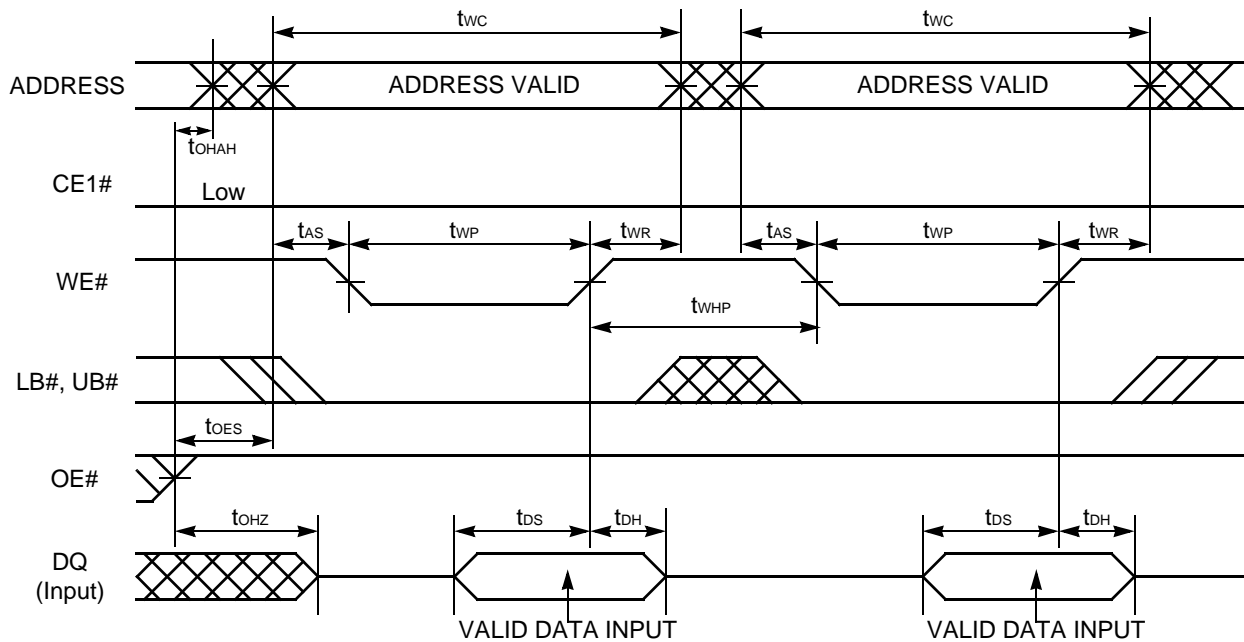 tWC tWC
ADDRESS ADDRESS VALID ADDRESS VALID
tOHAH
CE1# Low
tAS tWP tWR tAS tWP tWR
WE#
tWHP
LB#, UB#
tOES
OE#
tOHZ tDS tDH tDS tDH
DQ
(Input)
VALID DATA INPUT VALID DATA INPUT